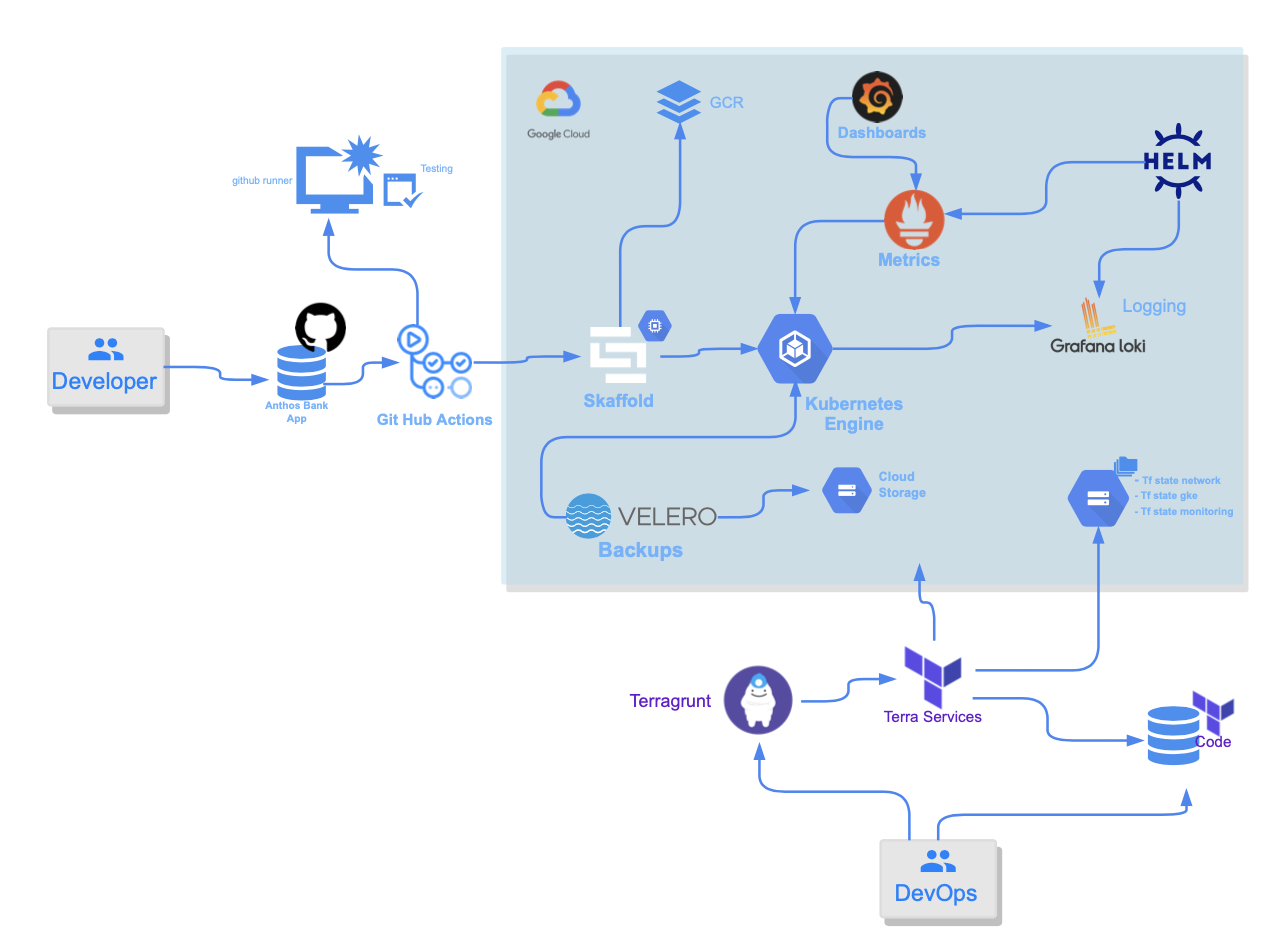 Google Cloud
GCR
Dashboards
HELM
github runner
Testing
Metrics
Logging
Grafana loki
Developer
Anthos Bank
App
Git Hub Actions
Skaffold
Kubernetes
Engine
Cloud
Storage
- Tf state network
- Tf state gke
- Tf state monitoring
VELERO
Backups
Terragrunt
Terra Services
Code
DevOps